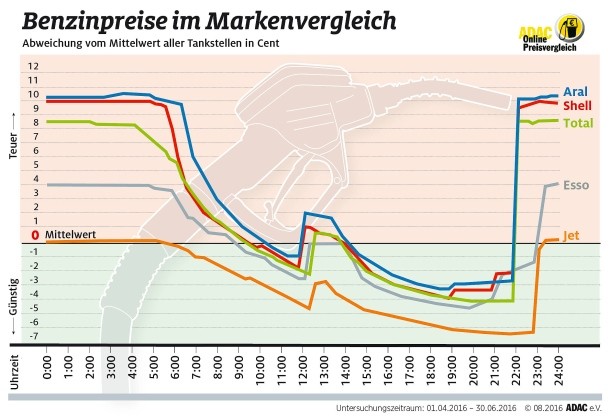 Benzinpreise im Markenvergleich
Abweichung vom Mittelwert aller Tankstellen in Cent
ADAC
Online
Preisvergleich
12
11
10
9
8
7
6
5
4
3
2
1
0 Mittelwert
-1
-2
-3
-4
-5
-6
-7
Teuer
Günstig
Aral
Shell
Total
Esso
Jet
Uhrzeit
0:00
1:00
2:00
3:00
4:00
5:00
6:00
7:00
8:00
9:00
10:00
11:00
12:00
13:00
14:00
15:00
16:00
17:00
18:00
19:00
20:00
21:00
22:00
23:00
24:00
Untersuchungszeitraum: 01.04.2016 – 30.06.2016 © 08.2016 ADAC e.V.